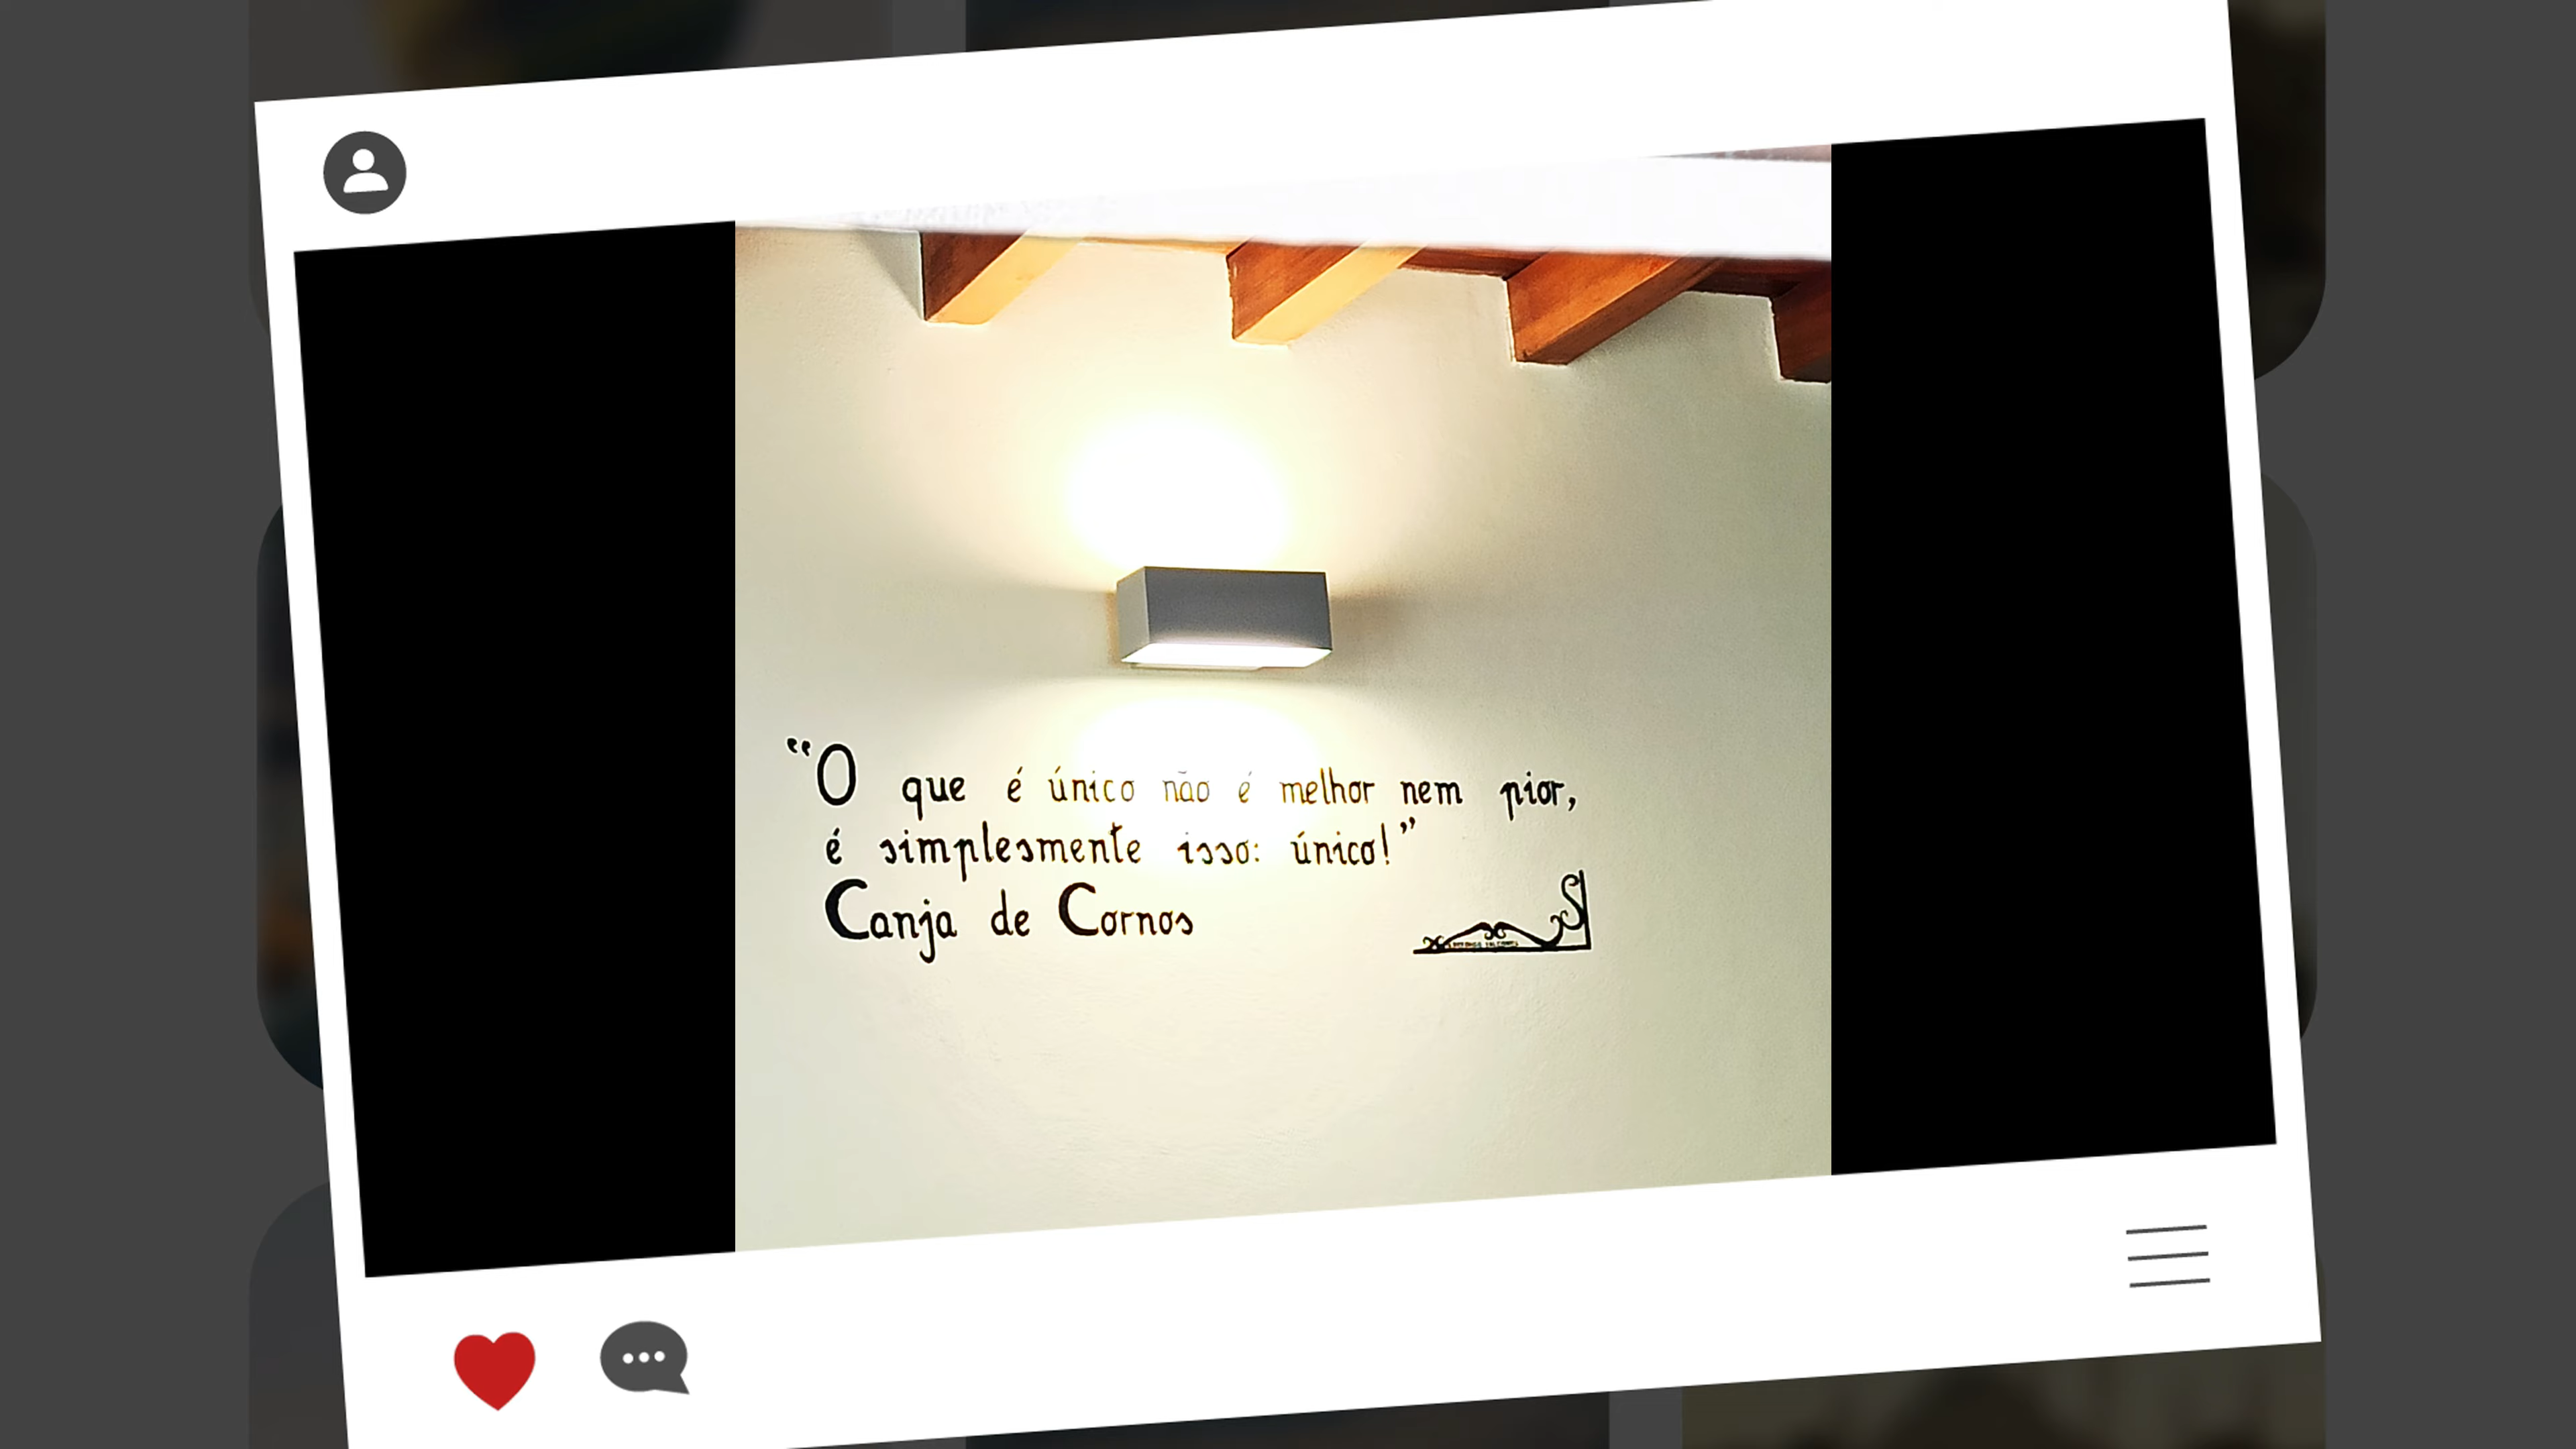 “O que é único não é melhor nem pior,
é simplesmente isso: único!”
Canja de Cornos